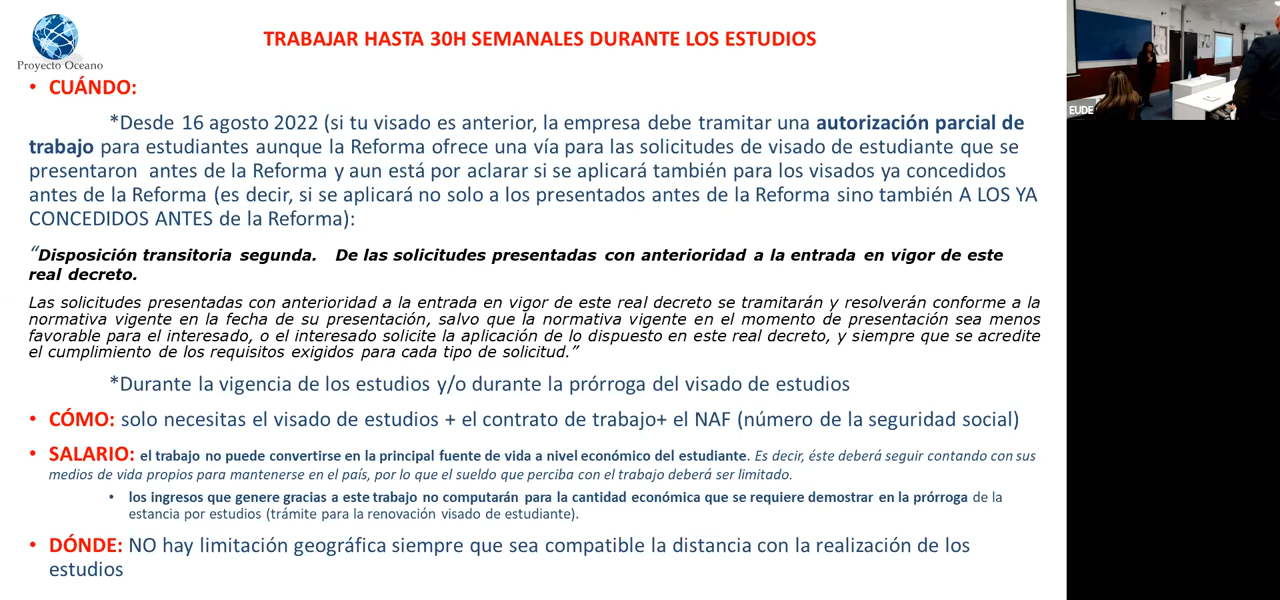 Proyecto Oceano
TRABAJAR HASTA 30H SEMANALES DURANTE LOS ESTUDIOS
• CUÁNDO:
*Desde 16 agosto 2022 (si tu visado es anterior, la empresa debe tramitar una autorización parcial de
trabajo para estudiantes aunque la Reforma ofrece una vía para las solicitudes de visado de estudiante que se
presentaron antes de la Reforma y aun está por aclarar si se aplicará también para los visados ya concedidos
antes de la Reforma (es decir, si se aplicará no solo a los presentados antes de la Reforma sino también A LOS YA
CONCEDIDOS ANTES de la Reforma):
“Disposición transitoria segunda. De las solicitudes presentadas con anterioridad a la entrada en vigor de este
real decreto.
Las solicitudes presentadas con anterioridad a la entrada en vigor de este real decreto se tramitarán y resolverán conforme a la
normativa vigente en la fecha de su presentación, salvo que la normativa vigente en el momento de presentación sea menos
favorable para el interesado, o el interesado solicite la aplicación de lo dispuesto en este real decreto, y siempre que se acredite
el cumplimiento de los requisitos exigidos para cada tipo de solicitud.”
*Durante la vigencia de los estudios y/o durante la prórroga del visado de estudios
• CÓMO: solo necesitas el visado de estudios + el contrato de trabajo+ el NAF (número de la seguridad social)
• SALARIO: el trabajo no puede convertirse en la principal fuente de vida a nivel económico del estudiante. Es decir, éste deberá seguir contando con sus
medios de vida propios para mantenerse en el país, por lo que el sueldo que perciba con el trabajo deberá ser limitado.
• los ingresos que genere gracias a este trabajo no computarán para la cantidad económica que se requiere demostrar en la prórroga de la
estancia por estudios (trámite para la renovación visado de estudiante).
• DÓNDE: NO hay limitación geográfica siempre que sea compatible la distancia con la realización de los
estudios
EUDE